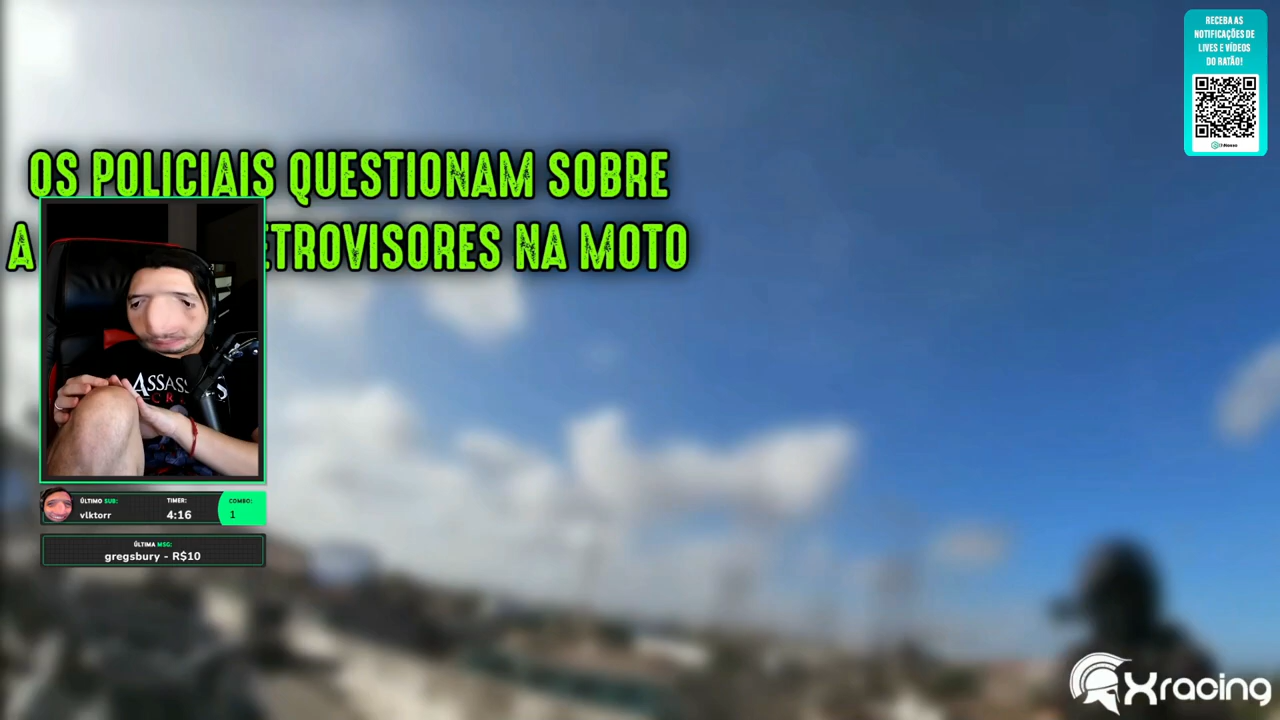 RECEBA AS
NOTIFICAÇÕES DE
LIVES E VÍDEOS
DO RATÃO!
OS POLICIAIS QUESTIONAM SOBRE
A ETROVISORES NA MOTO
ASSASS S
CR
ÚLTIMO SUB:
vlktorr
TIMER:
4:16
COMBO:
1
ÚLTIMA MSG:
gregsbury - R$10
Xracing